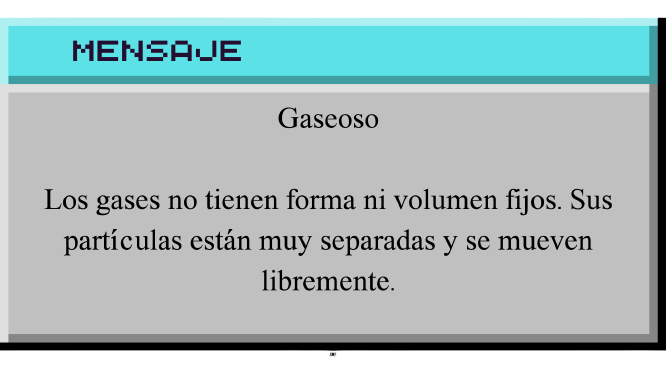 MENSAJE
Gaseoso
Los gases no tienen forma ni volumen fijos. Sus
partículas están muy separadas y se mueven
libremente.